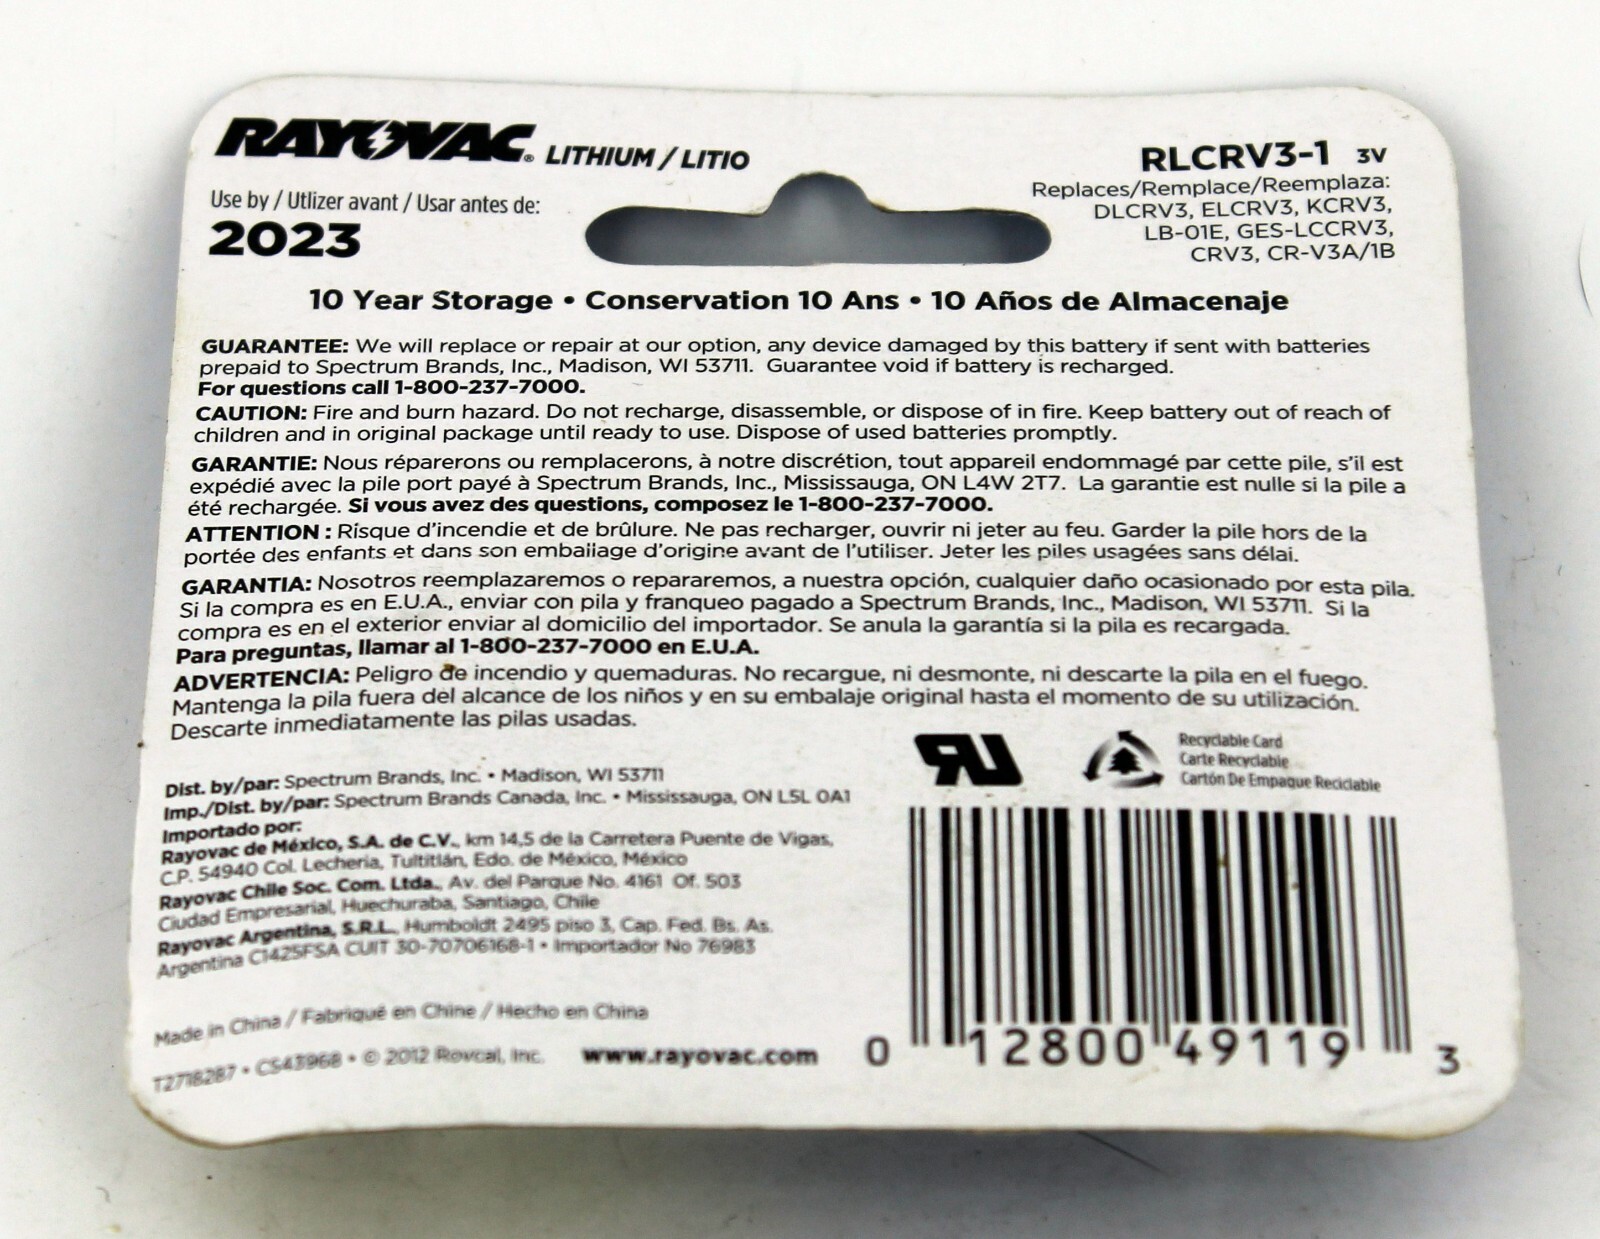 RAYOVAC® LITHIUM / LITIO
Use by / Utlizer avant / Usar antes de:
2023
RLCRV3-1 3V
Replaces/Remplace/Reemplaza:
DLCRV3, ELCRV3, KCRV3,
LB-01E, GES-LCCRV3,
CRV3, CR-V3A/1B
10 Year Storage • Conservation 10 Ans • 10 Años de Almacenaje
GUARANTEE: We will replace or repair at our option, any device damaged by this battery if sent with batteries
prepaid to Spectrum Brands, Inc., Madison, WI 53711. Guarantee void if battery is recharged.
For questions call 1-800-237-7000.
CAUTION: Fire and burn hazard. Do not recharge, disassemble, or dispose of in fire. Keep battery out of reach of
children and in original package until ready to use. Dispose of used batteries promptly.
GARANTIE: Nous réparerons ou remplacerons, à notre discrétion, tout appareil endommagé par cette pile, s'il est
expédié avec la pile port payé à Spectrum Brands, Inc., Mississauga, ON L4W 2T7. La garantie est nulle si la pile a
été rechargée. Si vous avez des questions, composez le 1-800-237-7000.
ATTENTION : Risque d'incendie et de brûlure. Ne pas recharger, ouvrir ni jeter au feu. Garder la pile hors de la
portée des enfants et dans son emballage d'origine avant de l'utiliser. Jeter les piles usagées sans délai.
GARANTIA: Nosotros reemplazaremos o repararemos, a nuestra opción, cualquier daño ocasionado por esta pila.
Si la compra es en E.U.A., enviar con pila y franqueo pagado a Spectrum Brands, Inc., Madison, WI 53711. Si la
compra es en el exterior enviar al domicilio del importador. Se anula la garantía si la pila es recargada.
Para preguntas, llamar al 1-800-237-7000 en E.U.A.
ADVERTENCIA: Peligro de incendio y quemaduras. No recargue, ni desmonte, ni descarte la pila en el fuego.
Mantenga la pila fuera del alcance de los niños y en su embalaje original hasta el momento de su utilización.
Descarte inmediatamente las pilas usadas.
Recyclable Card
Carte Recyclable
Cartón De Empaque Reciclable
Dist. by/par: Spectrum Brands, Inc. • Madison, WI 53711
Imp./Dist. by/par: Spectrum Brands Canada, Inc. • Mississauga, ON L5L 0A1
Importado por:
Rayovac de México, S.A. de C.V., km 14,5 de la Carretera Puente de Vigas,
C.P. 54940 Col. Lechería, Tultitlán, Edo. de México, México
Rayovac Chile Soc. Com. Ltda., Av. del Parque No. 4161 Of. 503
Ciudad Empresarial, Huechuraba, Santiago, Chile
Rayovac Argentina, S.R.L., Humboldt 2495 piso 3, Cap. Fed. Bs. As.
Argentina C1425FSA CUIT 30-70706168-1 • Importador No 76983
Made in China / Fabriqué en Chine / Hecho en China
T2718287 • CS43968 • © 2012 Rovcal, Inc. www.rayovac.com
0 12800 49119 3